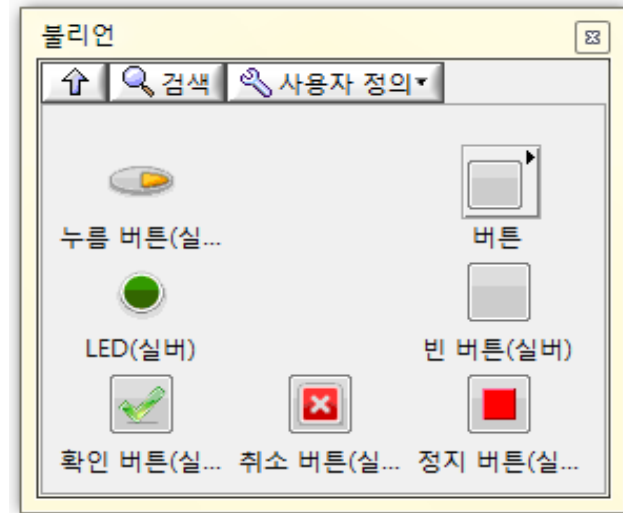 불리언
검색 사용자 정의
누름 버튼(실... 버튼
LED(실버) 빈 버튼(실버)
확인 버튼(실... 취소 버튼(실... 정지 버튼(실...